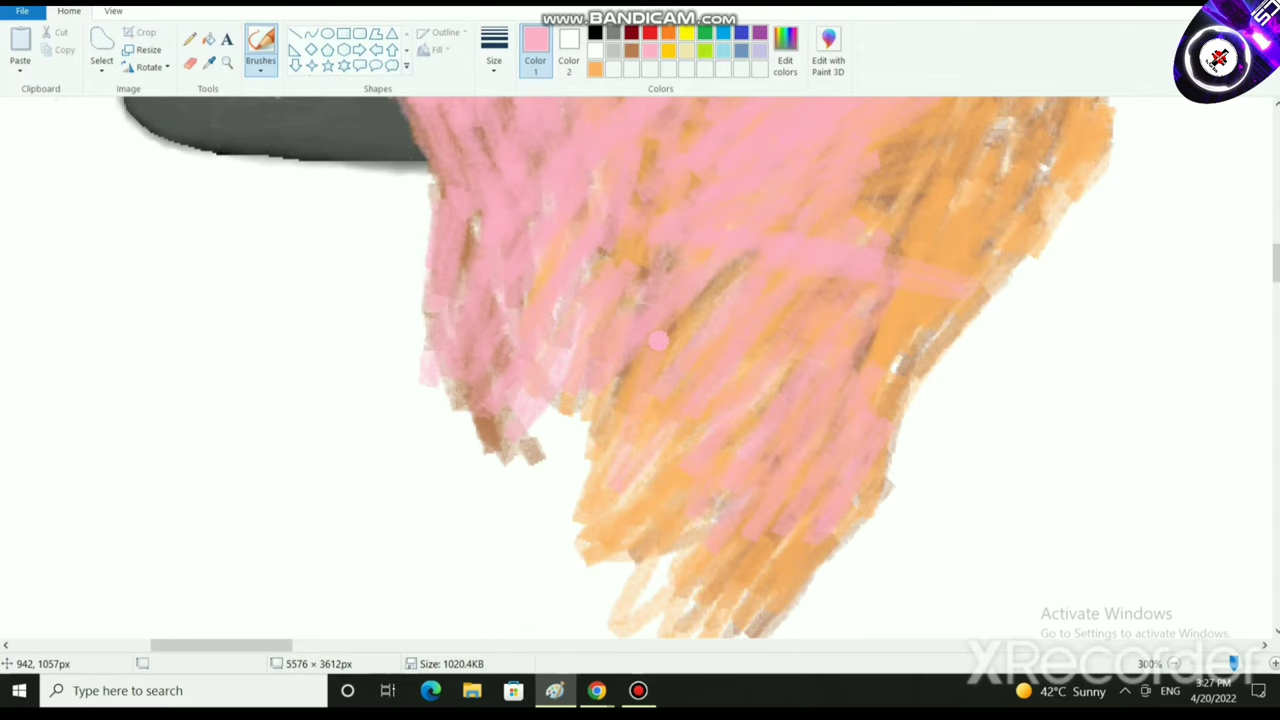 www.BANDICAM.com
File Home View
Paste
Cut
Copy
Clipboard
Select
Crop
Resize
Rotate
Image
A
Tools
Brushes
Outline
Fill
Shapes
Size
Color
1
Color
2
Edit
colors
Colors
Edit with
Paint 3D
Activate Windows
Go to Settings to activate Windows.
XRecorder
942, 1057px 5576 × 3612px Size: 1020.4KB 300%
Type here to search
42°C Sunny ENG
3:27 PM
4/20/2022